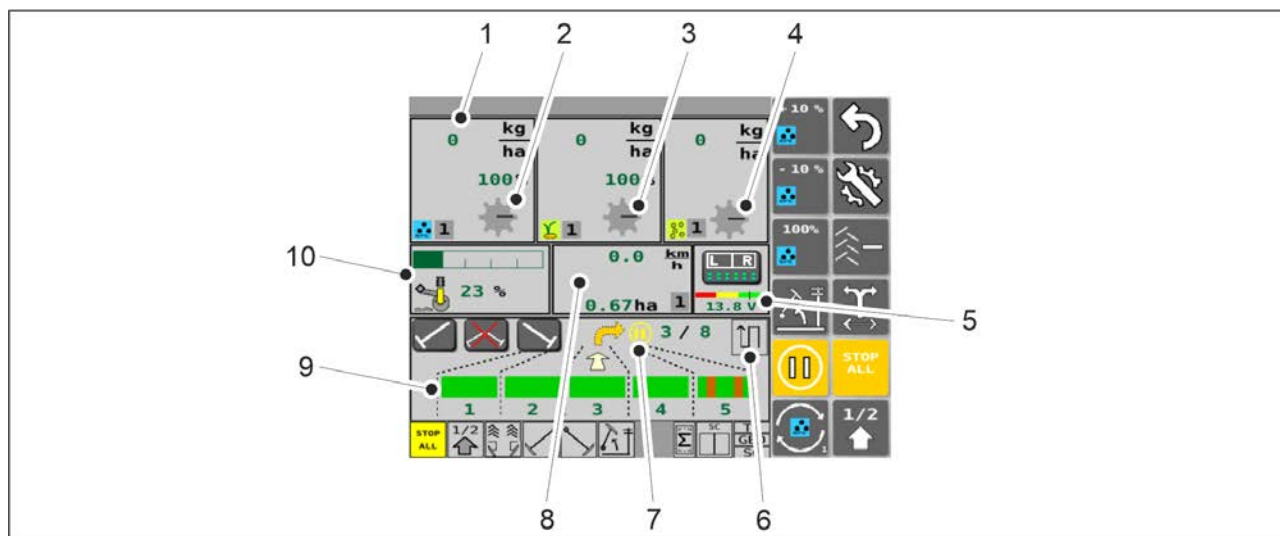 1 2 3 4
0 kg/ha 0 kg/ha 0 kg/ha
100% 100%
1 1 1
- 10 %
- 10 %
100%
10
23 %
0.0 km/h
0.67ha 1
L R
13.8 V
5
3 / 8
9
1 2 3 4 5
STOP ALL
1/2
1
STOP ALL
1/2
Σ
SC
GEO
8 7 6